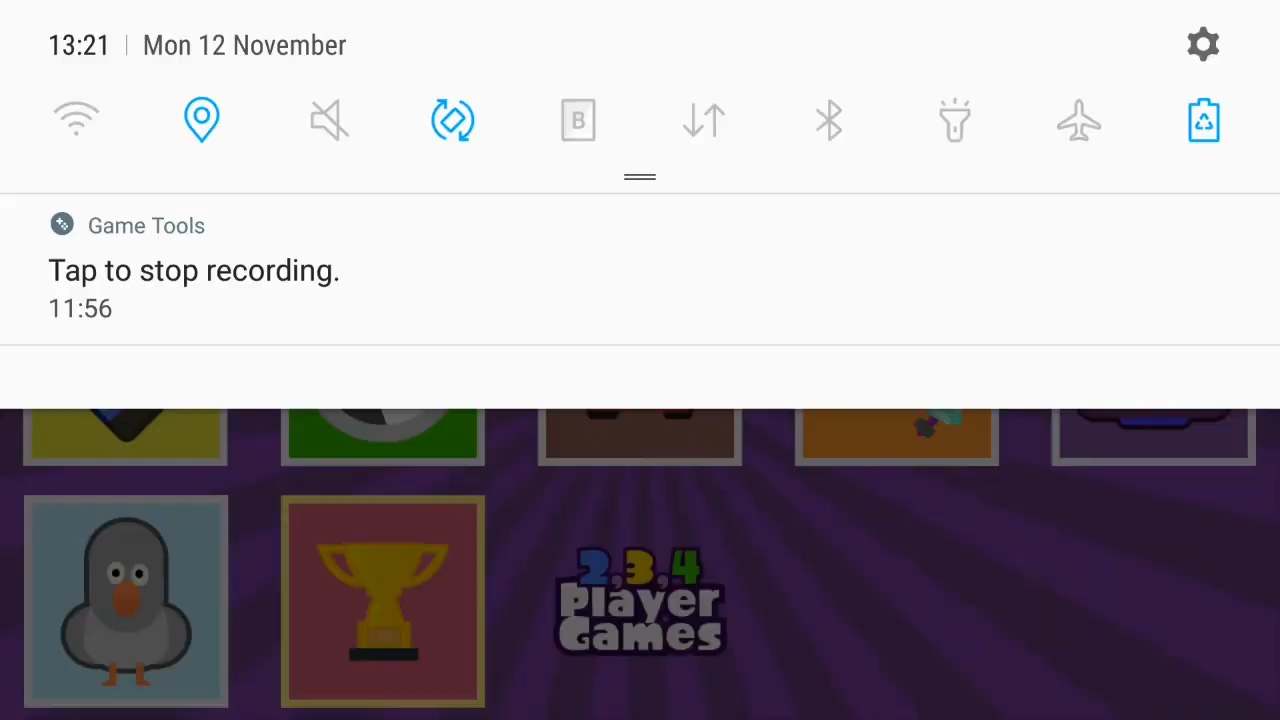 13:21 | Mon 12 November
B
Game Tools
Tap to stop recording.
11:56
2,3,4
Player
Games